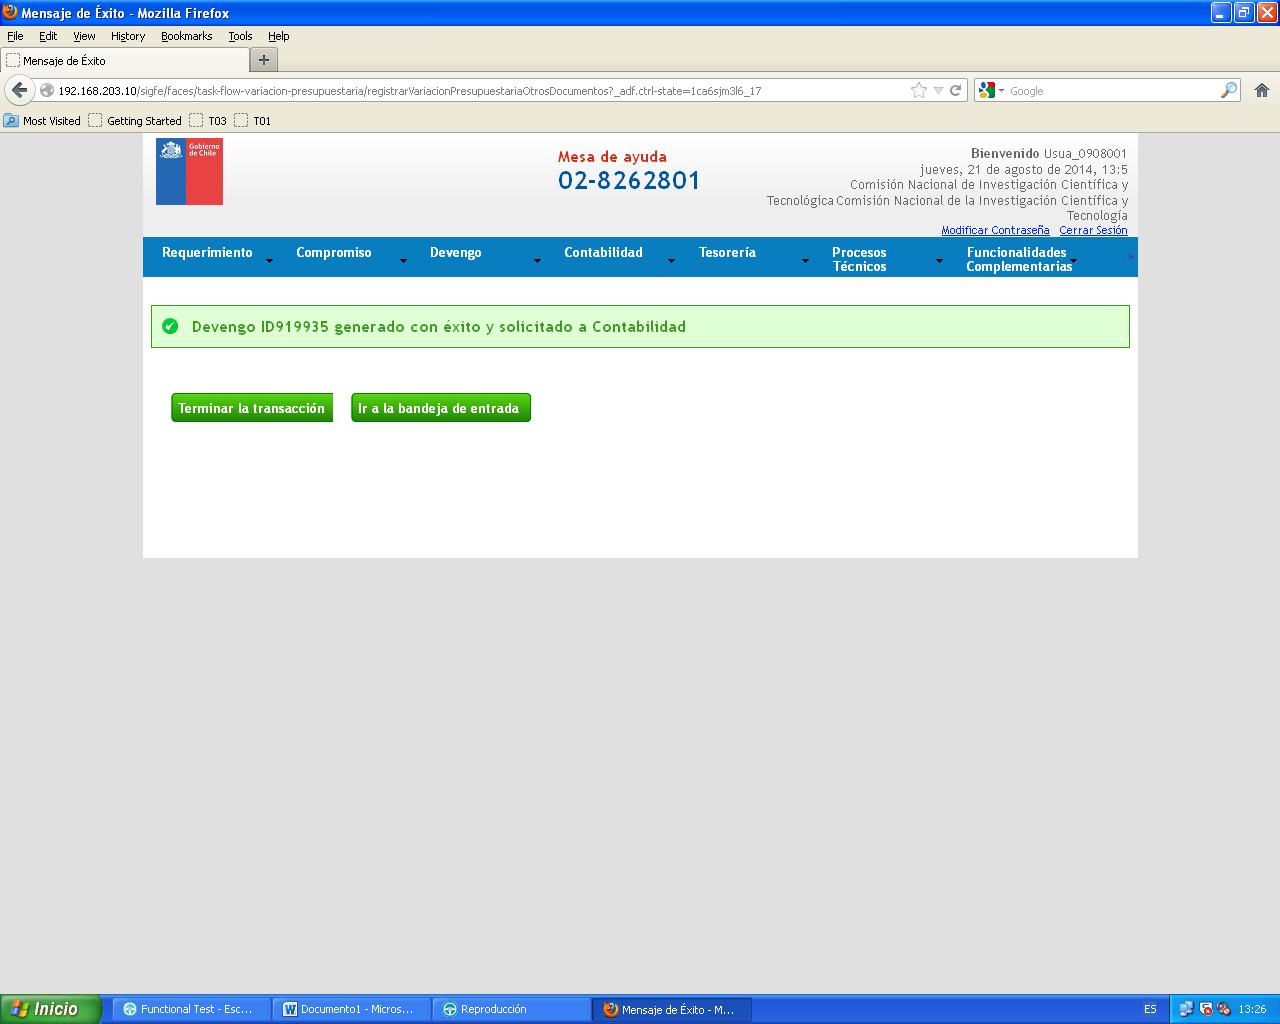 Mensaje de Éxito - Mozilla Firefox
File Edit View History Bookmarks Tools Help
Mensaje de Éxito
192.168.203.10/sigfe/faces/task-flow-variacion-presupuestaria/registrarVariacionPresupuestariaOtrosDocumentos?_adf.ctrl-state=1ca6sjm3l6_17
Google
Most Visited Getting Started T03 T01
Gobierno de Chile
Mesa de ayuda
02-8262801
Bienvenido Usua_0908001
jueves, 21 de agosto de 2014, 13:5
Comisión Nacional de Investigación Científica y
Tecnológica Comisión Nacional de la Investigación Científica y
Tecnología
Modificar Contraseña Cerrar Sesión
Requerimiento Compromiso Devengo Contabilidad Tesorería Procesos Técnicos Funcionalidades Complementarias »
Devengo ID919935 generado con éxito y solicitado a Contabilidad
Terminar la transacción Ir a la bandeja de entrada
Inicio Functional Test - Esc... Documento1 - Micros... Reproducción Mensaje de Éxito - M... ES 13:26